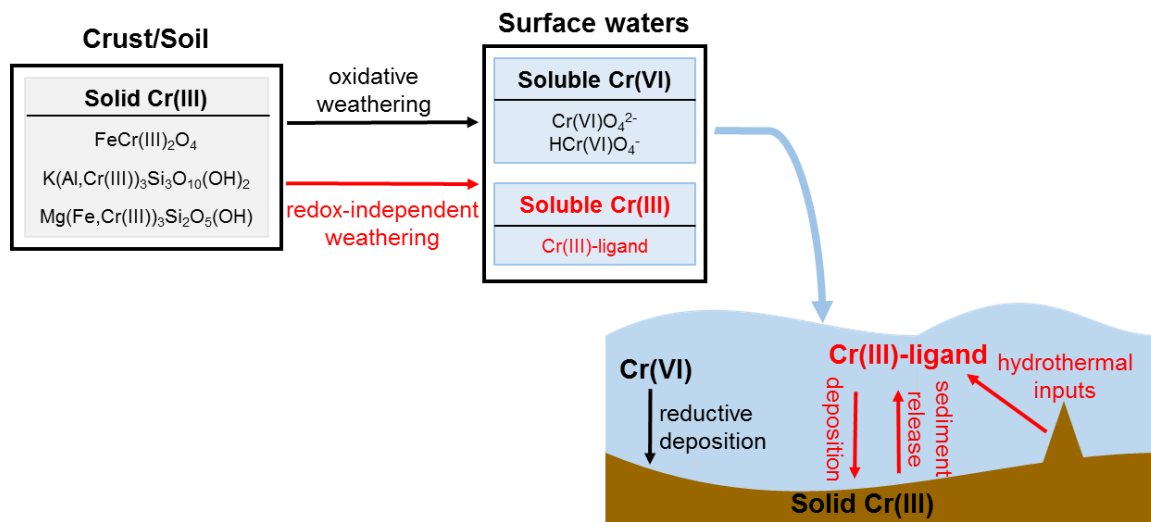 Crust/Soil
Solid Cr(III)
FeCr(III)₂O₄
K(Al,Cr(III))₃Si₃O₁₀(OH)₂
Mg(Fe,Cr(III))₃Si₂O₅(OH)
oxidative
weathering
redox-independent
weathering
Surface waters
Soluble Cr(VI)
Cr(VI)O₄²⁻
HCr(VI)O₄⁻
Soluble Cr(III)
Cr(III)-ligand
Cr(VI)
reductive
deposition
Cr(III)-ligand
deposition
sediment
release
hydrothermal
inputs
Solid Cr(III)